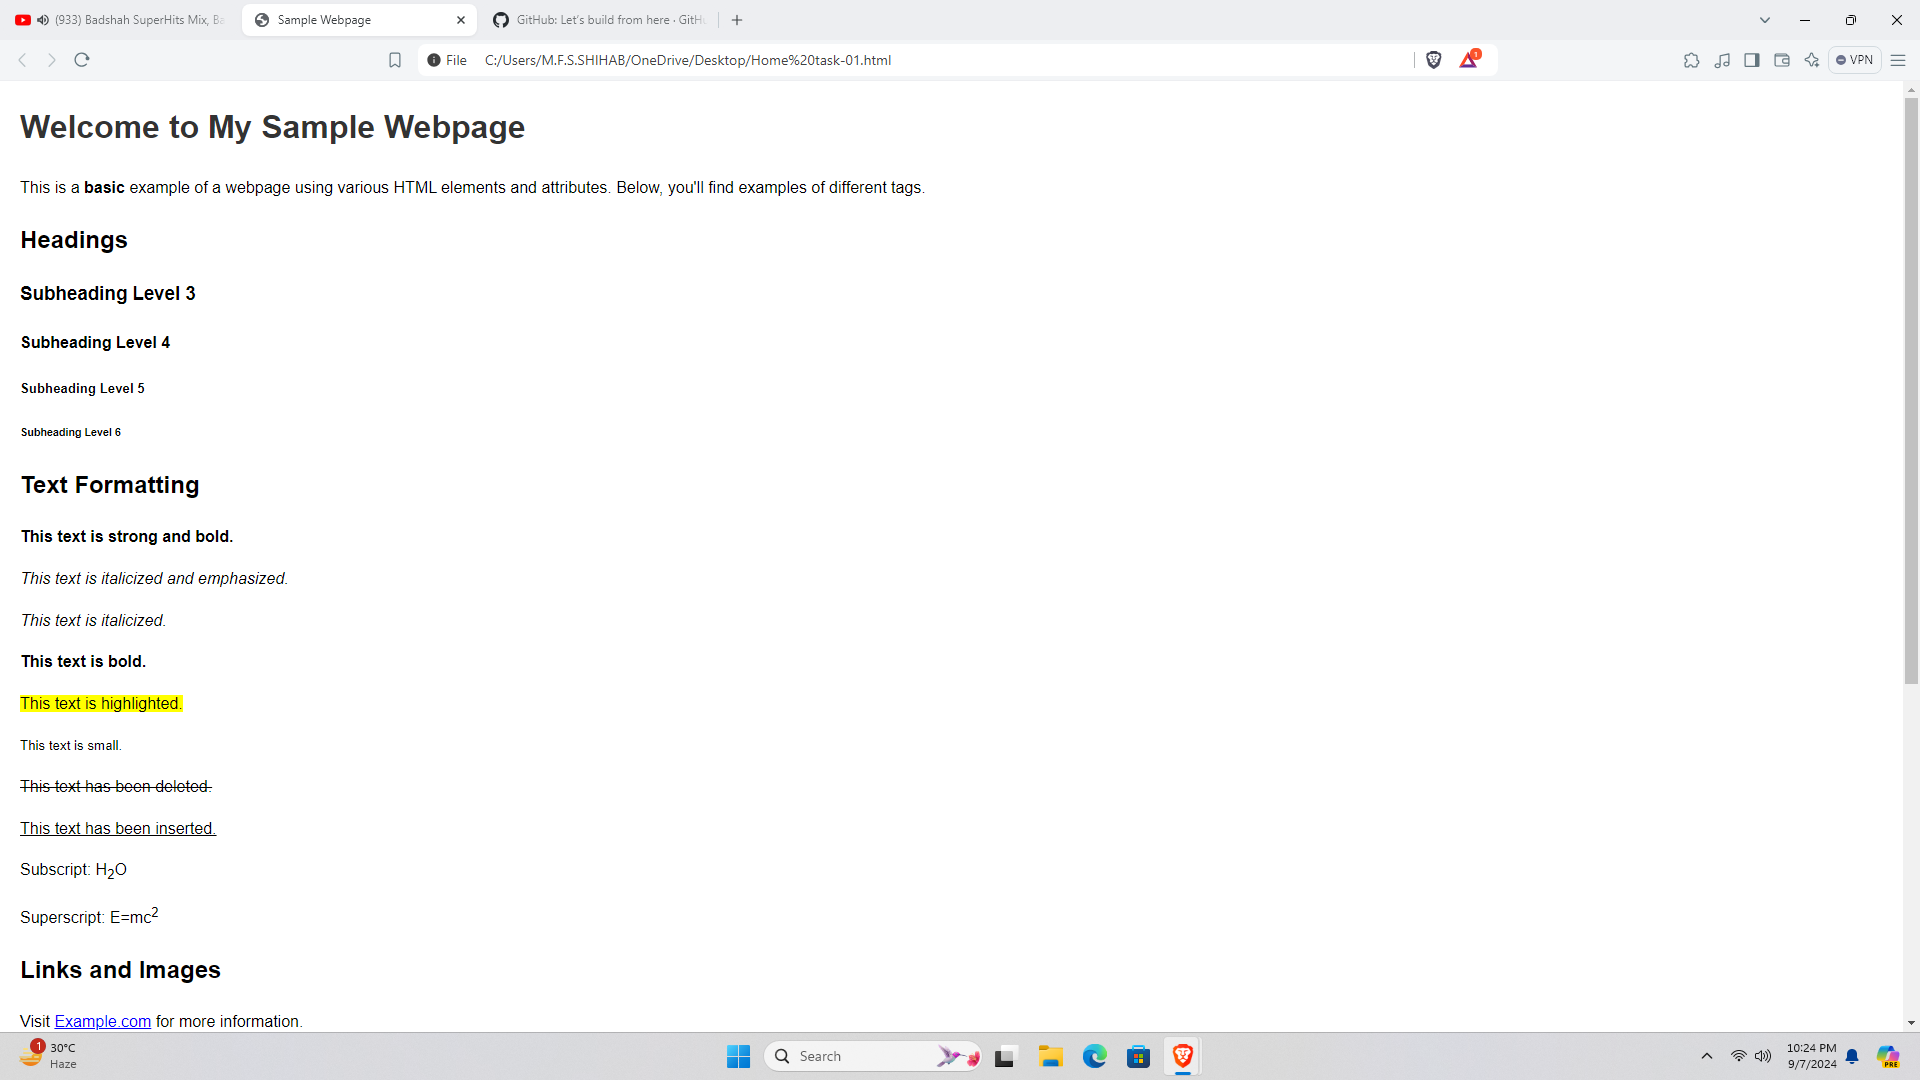 (933) Badshah SuperHits Mix, Ba
Sample Webpage
GitHub: Let's build from here · GitHu
File C:/Users/M.F.S.SHIHAB/OneDrive/Desktop/Home%20task-01.html
1
VPN
Welcome to My Sample Webpage
This is a basic example of a webpage using various HTML elements and attributes. Below, you'll find examples of different tags.
Headings
Subheading Level 3
Subheading Level 4
Subheading Level 5
Subheading Level 6
Text Formatting
This text is strong and bold.
This text is italicized and emphasized.
This text is italicized.
This text is bold.
This text is highlighted.
This text is small.
This text has been deleted.
This text has been inserted.
Subscript: H₂O
Superscript: E=mc²
Links and Images
Visit Example.com for more information.
1
30°C
Haze
Search
10:24 PM
9/7/2024
PRE